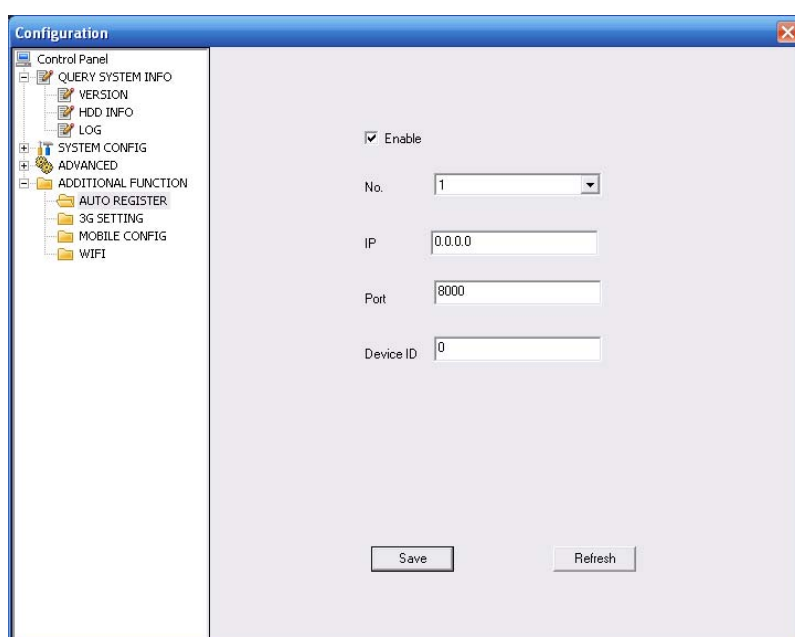 Configuration
Control Panel
QUERY SYSTEM INFO
VERSION
HDD INFO
LOG
SYSTEM CONFIG
ADVANCED
ADDITIONAL FUNCTION
AUTO REGISTER
3G SETTING
MOBILE CONFIG
WIFI
Enable
No. 1
IP 0.0.0.0
Port 8000
Device ID 0
Save Refresh